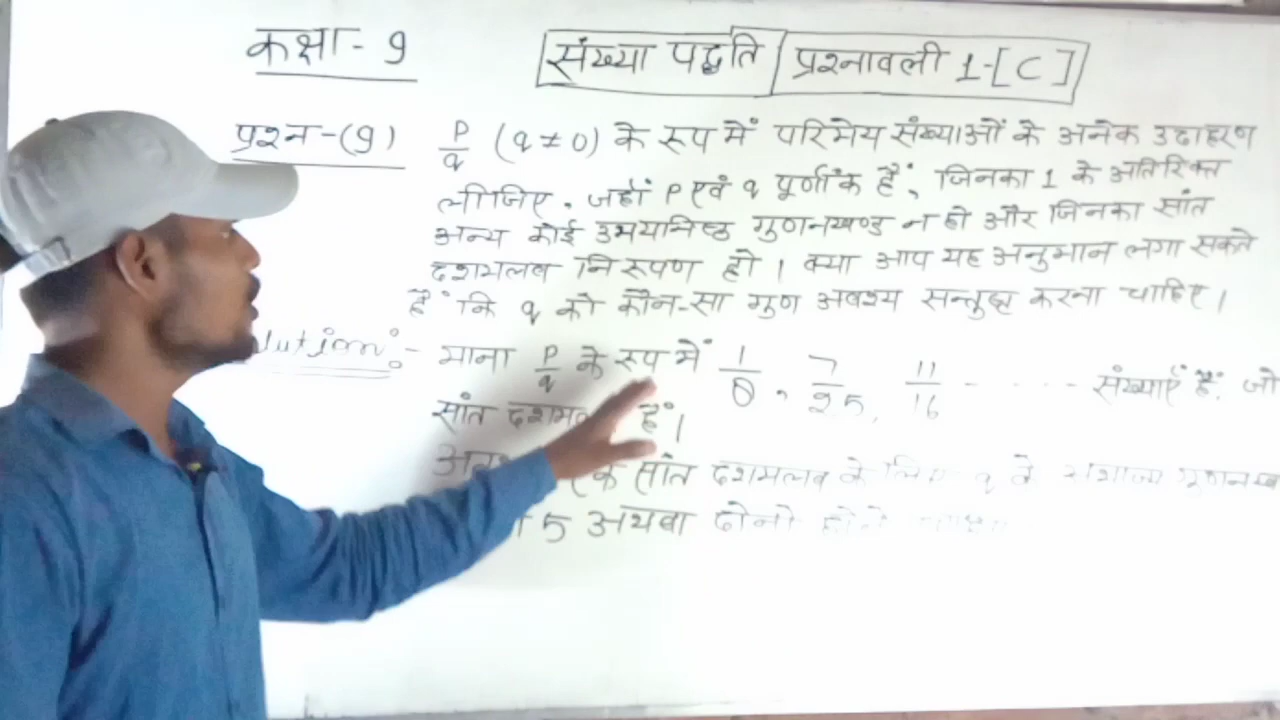 कक्षा - 9
संख्या पद्धति प्रश्नावली 1-[C]
प्रश्न-(9) p/q (q ≠ 0) के रूप में परिमेय संख्याओं के अनेक उदाहरण
लीजिए, जहाँ p एवं q पूर्णांक हैं, जिनका 1 के अतिरिक्त
अन्य कोई उभयनिष्ठ गुणनखण्ड न हो और जिनका सांत
दशमलव निरूपण हो । क्या आप यह अनुमान लगा सकते
हैं कि q को कौन-सा गुण अवश्य सन्तुष्ट करना चाहिए ।
lution:- माना p/q के रूप में 1/8, 7/25, 11/16 ---- संख्याएँ हैं, जो
सांत हैं ।
सांत दशमलव के लिए q के
5 अथवा दोनो होने